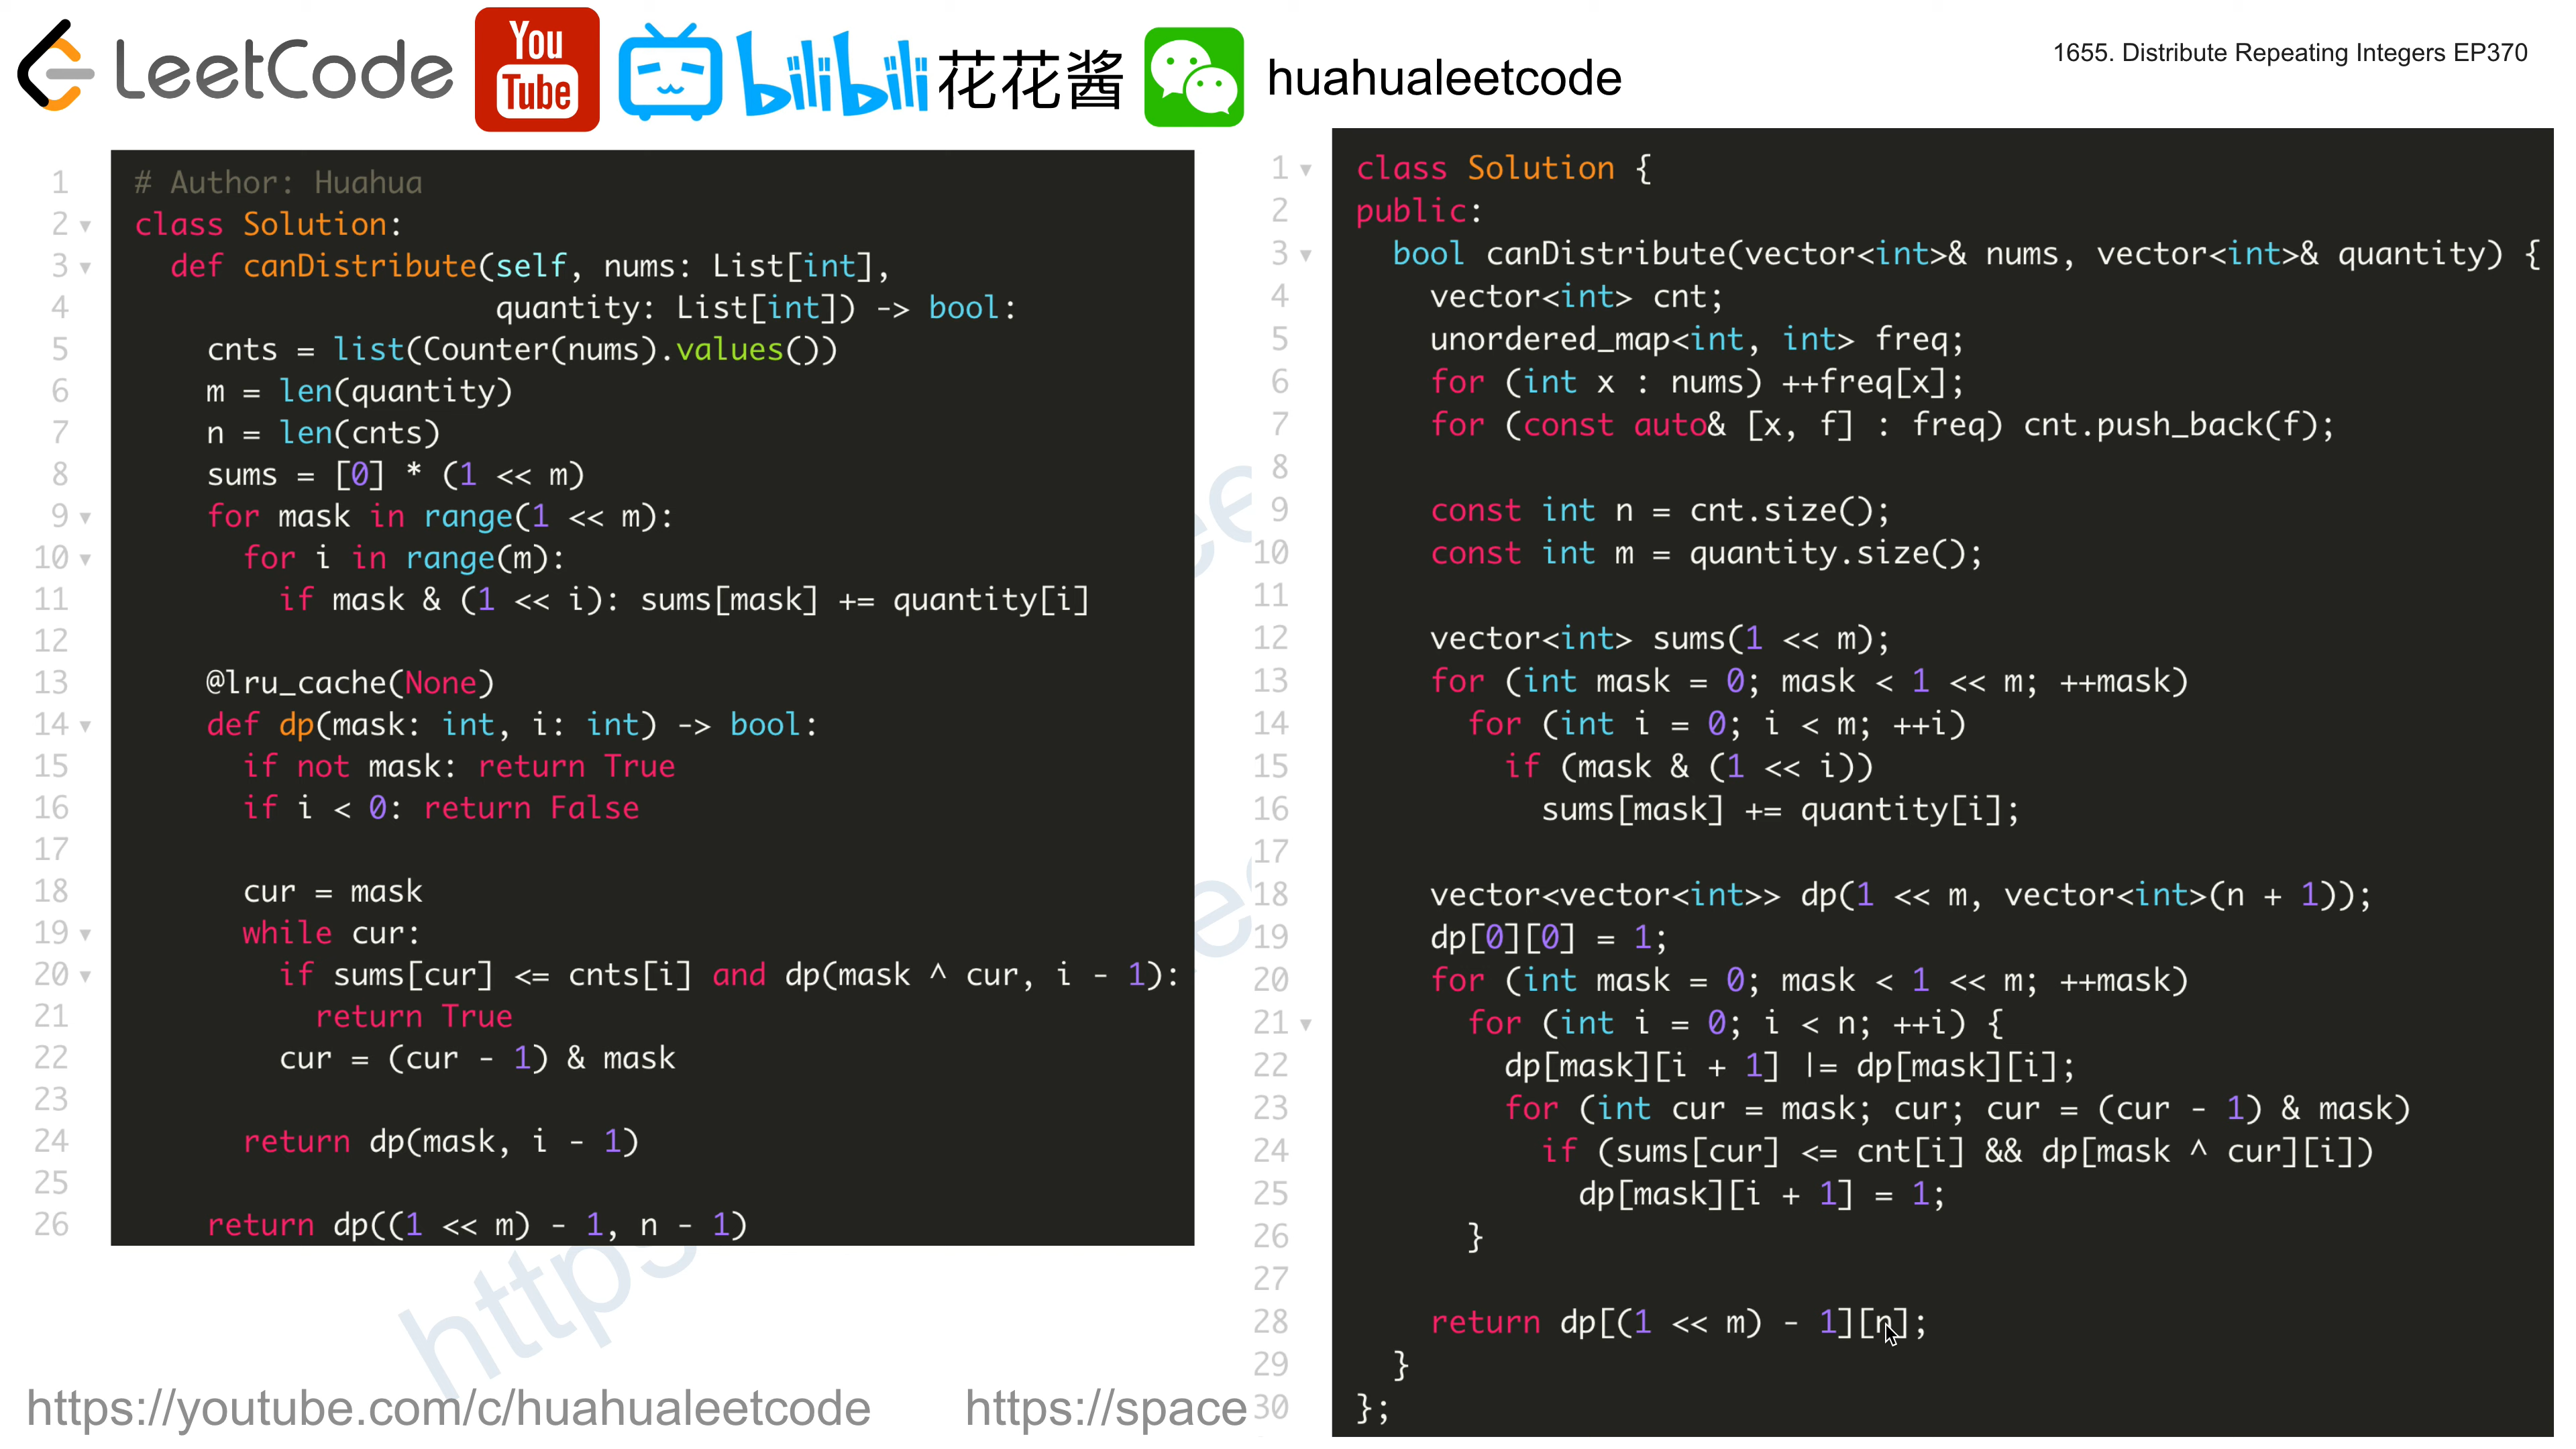 LeetCode You Tube bilibili 花花酱 huahualeetcode
1655. Distribute Repeating Integers EP370
1 # Author: Huahua
2 class Solution:
3   def canDistribute(self, nums: List[int],
4                     quantity: List[int]) -> bool:
5     cnts = list(Counter(nums).values())
6     m = len(quantity)
7     n = len(cnts)
8     sums = [0] * (1 << m)
9     for mask in range(1 << m):
10       for i in range(m):
11         if mask & (1 << i): sums[mask] += quantity[i]
12
13     @lru_cache(None)
14     def dp(mask: int, i: int) -> bool:
15       if not mask: return True
16       if i < 0: return False
17
18       cur = mask
19       while cur:
20         if sums[cur] <= cnts[i] and dp(mask ^ cur, i - 1):
21           return True
22         cur = (cur - 1) & mask
23
24       return dp(mask, i - 1)
25
26     return dp((1 << m) - 1, n - 1)
1 class Solution {
2 public:
3   bool canDistribute(vector<int>& nums, vector<int>& quantity) {
4     vector<int> cnt;
5     unordered_map<int, int> freq;
6     for (int x : nums) ++freq[x];
7     for (const auto& [x, f] : freq) cnt.push_back(f);
8
9     const int n = cnt.size();
10     const int m = quantity.size();
11
12     vector<int> sums(1 << m);
13     for (int mask = 0; mask < 1 << m; ++mask)
14       for (int i = 0; i < m; ++i)
15         if (mask & (1 << i))
16           sums[mask] += quantity[i];
17
18     vector<vector<int>> dp(1 << m, vector<int>(n + 1));
19     dp[0][0] = 1;
20     for (int mask = 0; mask < 1 << m; ++mask)
21       for (int i = 0; i < n; ++i) {
22         dp[mask][i + 1] |= dp[mask][i];
23         for (int cur = mask; cur; cur = (cur - 1) & mask)
24           if (sums[cur] <= cnt[i] && dp[mask ^ cur][i])
25             dp[mask][i + 1] = 1;
26       }
27
28     return dp[(1 << m) - 1][n];
29   }
30 };
https
https://youtube.com/c/huahualeetcode
https://space